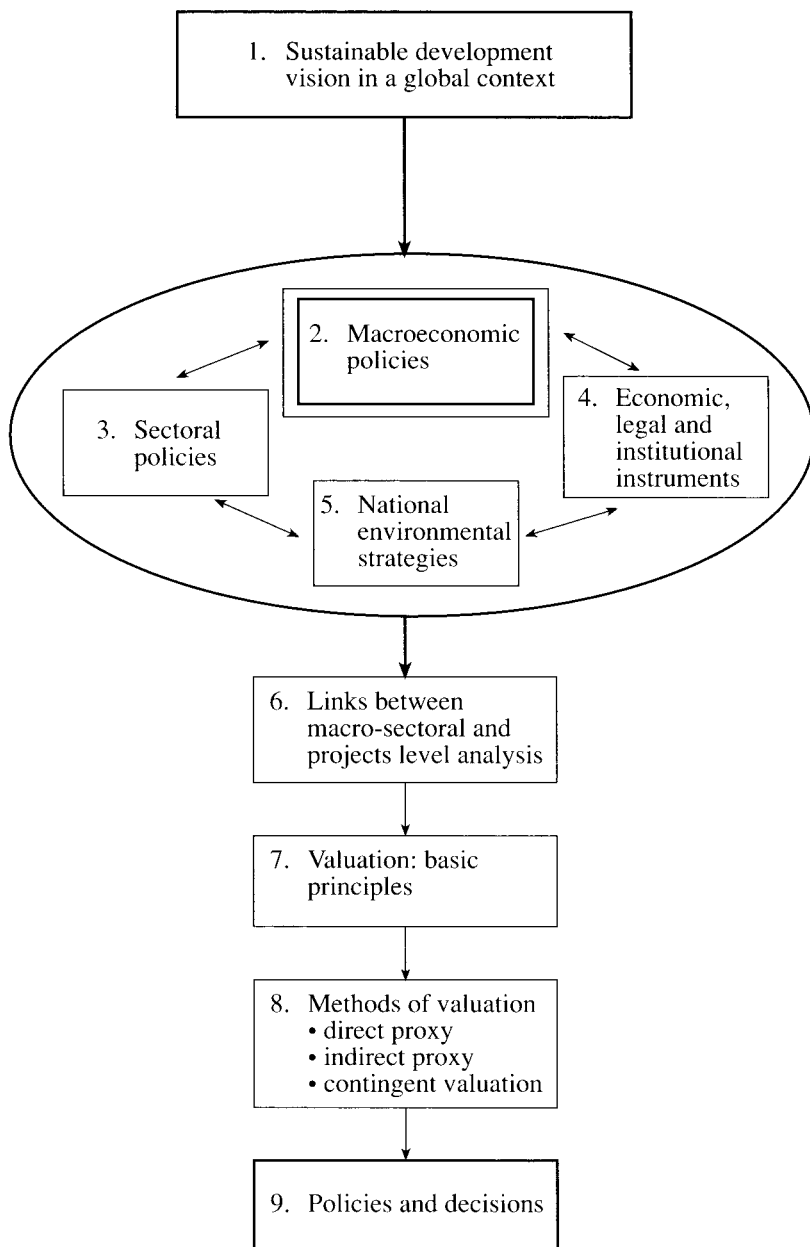 1. Sustainable development
vision in a global context
2. Macroeconomic
policies
3. Sectoral
policies
4. Economic,
legal and
institutional
instruments
5. National
environmental
strategies
6. Links between
macro-sectoral and
projects level analysis
7. Valuation: basic
principles
8. Methods of valuation
• direct proxy
• indirect proxy
• contingent valuation
9. Policies and decisions